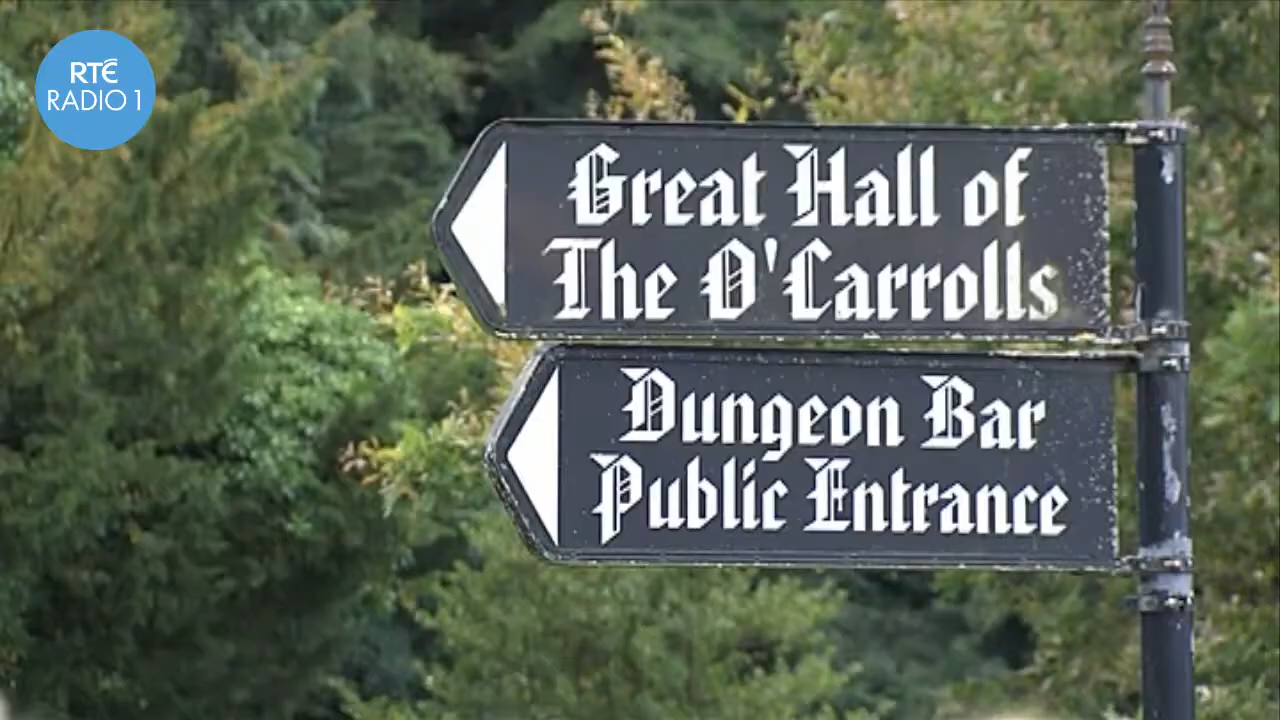 RTÉ
RADIO 1
Great Hall of
The O'Carrolls
Dungeon Bar
Public Entrance